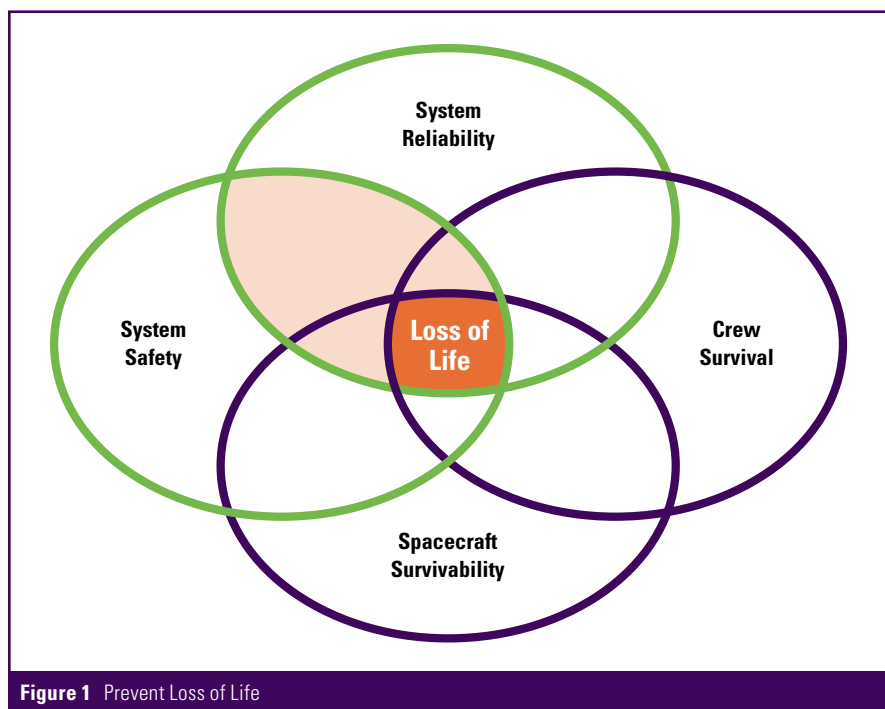 System
Reliability
System
Safety
Loss of
Life
Crew
Survival
Spacecraft
Survivability
Figure 1 Prevent Loss of Life